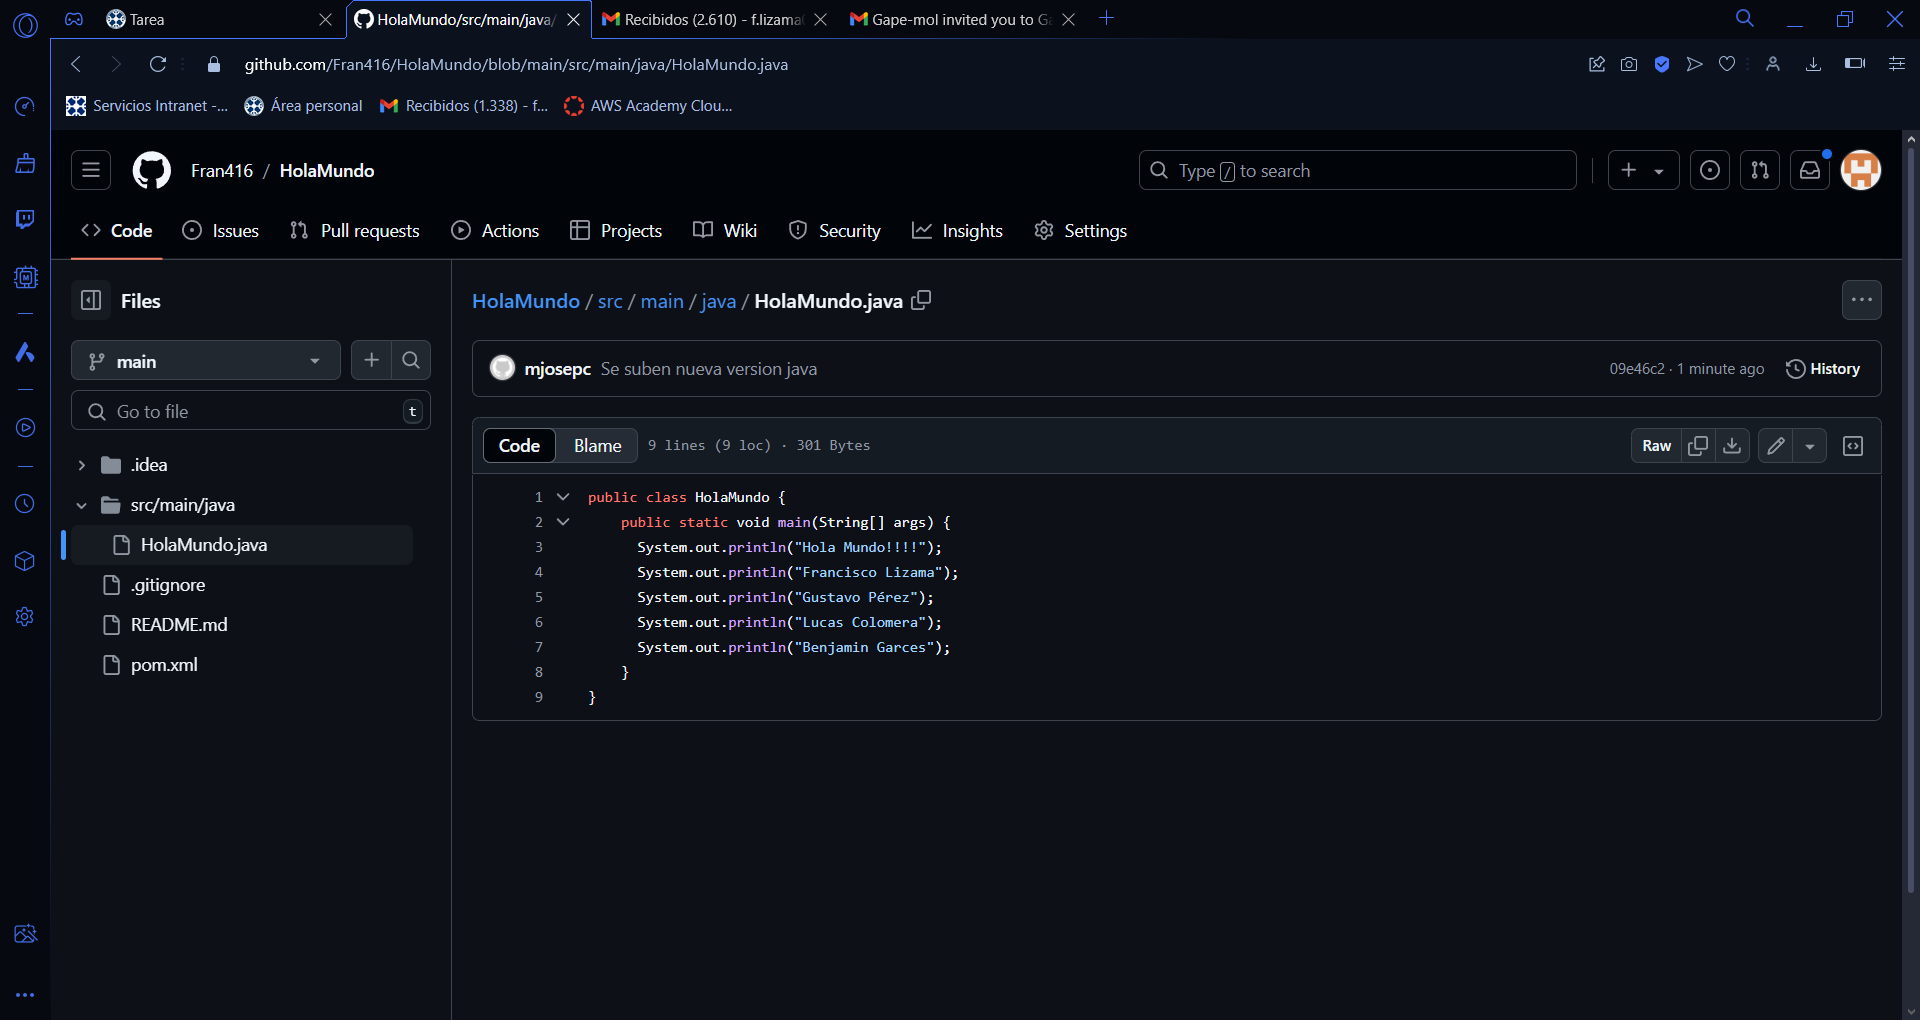 Tarea
HolaMundo/src/main/java/
Recibidos (2.610) - f.lizama
Gape-mol invited you to Ga
github.com/Fran416/HolaMundo/blob/main/src/main/java/HolaMundo.java
Servicios Intranet -...
Área personal
Recibidos (1.338) - f...
AWS Academy Clou...
Fran416 / HolaMundo
Type / to search
Code
Issues
Pull requests
Actions
Projects
Wiki
Security
Insights
Settings
Files
main
Go to file
t
.idea
src/main/java
HolaMundo.java
.gitignore
README.md
pom.xml
HolaMundo / src / main / java / HolaMundo.java
mjosepc Se suben nueva version java
09e46c2 · 1 minute ago
History
Code
Blame
9 lines (9 loc) · 301 Bytes
Raw
1 public class HolaMundo {
2 public static void main(String[] args) {
3 System.out.println("Hola Mundo!!!!");
4 System.out.println("Francisco Lizama");
5 System.out.println("Gustavo Pérez");
6 System.out.println("Lucas Colomera");
7 System.out.println("Benjamin Garces");
8 }
9 }